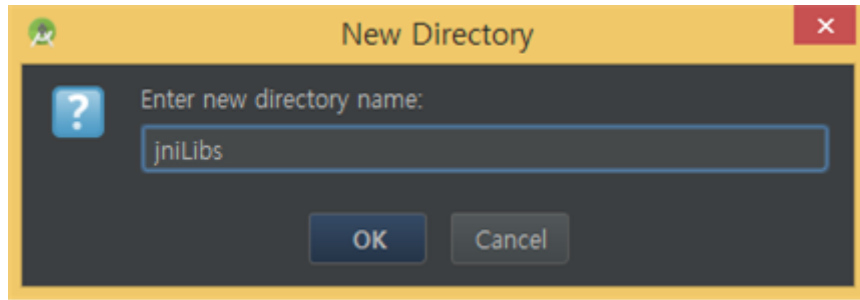 New Directory
Enter new directory name:
jniLibs
OK
Cancel